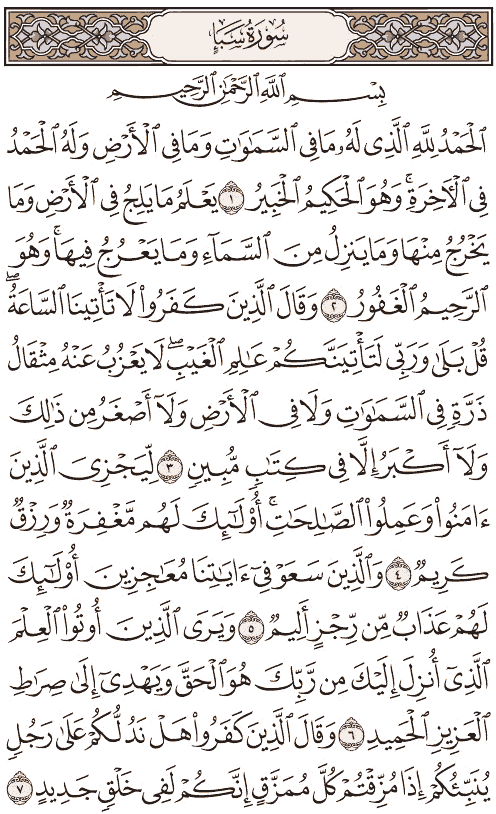 سُورَةُ سَبَإٍ
بِسْمِ ٱللَّهِ ٱلرَّحْمَٰنِ ٱلرَّحِيمِ
ٱلْحَمْدُ لِلَّهِ ٱلَّذِى لَهُۥ مَا فِى ٱلسَّمَٰوَٰتِ وَمَا فِى ٱلْأَرْضِ وَلَهُ ٱلْحَمْدُ
فِى ٱلْءَاخِرَةِ ۚ وَهُوَ ٱلْحَكِيمُ ٱلْخَبِيرُ ١ يَعْلَمُ مَا يَلِجُ فِى ٱلْأَرْضِ وَمَا
يَخْرُجُ مِنْهَا وَمَا يَنزِلُ مِنَ ٱلسَّمَآءِ وَمَا يَعْرُجُ فِيهَا ۚ وَهُوَ
ٱلرَّحِيمُ ٱلْغَفُورُ ٢ وَقَالَ ٱلَّذِينَ كَفَرُوا۟ لَا تَأْتِينَا ٱلسَّاعَةُ ۖ
قُلْ بَلَىٰ وَرَبِّى لَتَأْتِيَنَّكُمْ عَٰلِمِ ٱلْغَيْبِ ۖ لَا يَعْزُبُ عَنْهُ مِثْقَالُ
ذَرَّةٍ فِى ٱلسَّمَٰوَٰتِ وَلَا فِى ٱلْأَرْضِ وَلَآ أَصْغَرُ مِن ذَٰلِكَ
وَلَآ أَكْبَرُ إِلَّا فِى كِتَٰبٍ مُّبِينٍ ٣ لِّيَجْزِىَ ٱلَّذِينَ
ءَامَنُوا۟ وَعَمِلُوا۟ ٱلصَّٰلِحَٰتِ ۚ أُو۟لَٰٓئِكَ لَهُم مَّغْفِرَةٌ وَرِزْقٌ
كَرِيمٌ ٤ وَٱلَّذِينَ سَعَوْ فِىٓ ءَايَٰتِنَا مُعَٰجِزِينَ أُو۟لَٰٓئِكَ
لَهُمْ عَذَابٌ مِّن رِّجْزٍ أَلِيمٌ ٥ وَيَرَى ٱلَّذِينَ أُوتُوا۟ ٱلْعِلْمَ
ٱلَّذِىٓ أُنزِلَ إِلَيْكَ مِن رَّبِّكَ هُوَ ٱلْحَقَّ وَيَهْدِىٓ إِلَىٰ صِرَٰطِ
ٱلْعَزِيزِ ٱلْحَمِيدِ ٦ وَقَالَ ٱلَّذِينَ كَفَرُوا۟ هَلْ نَدُلُّكُمْ عَلَىٰ رَجُلٍ
يُنَبِّئُكُمْ إِذَا مُزِّقْتُمْ كُلَّ مُمَزَّقٍ إِنَّكُمْ لَفِى خَلْقٍ جَدِيدٍ ٧